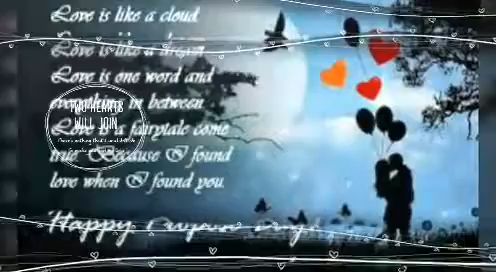 Love is like a cloud
Love is like a dream
Love is one word and
everything in between
Love is a fairytale come
true Because I found
love when I found you
Happy
TWO HEARTS
WILL JOIN